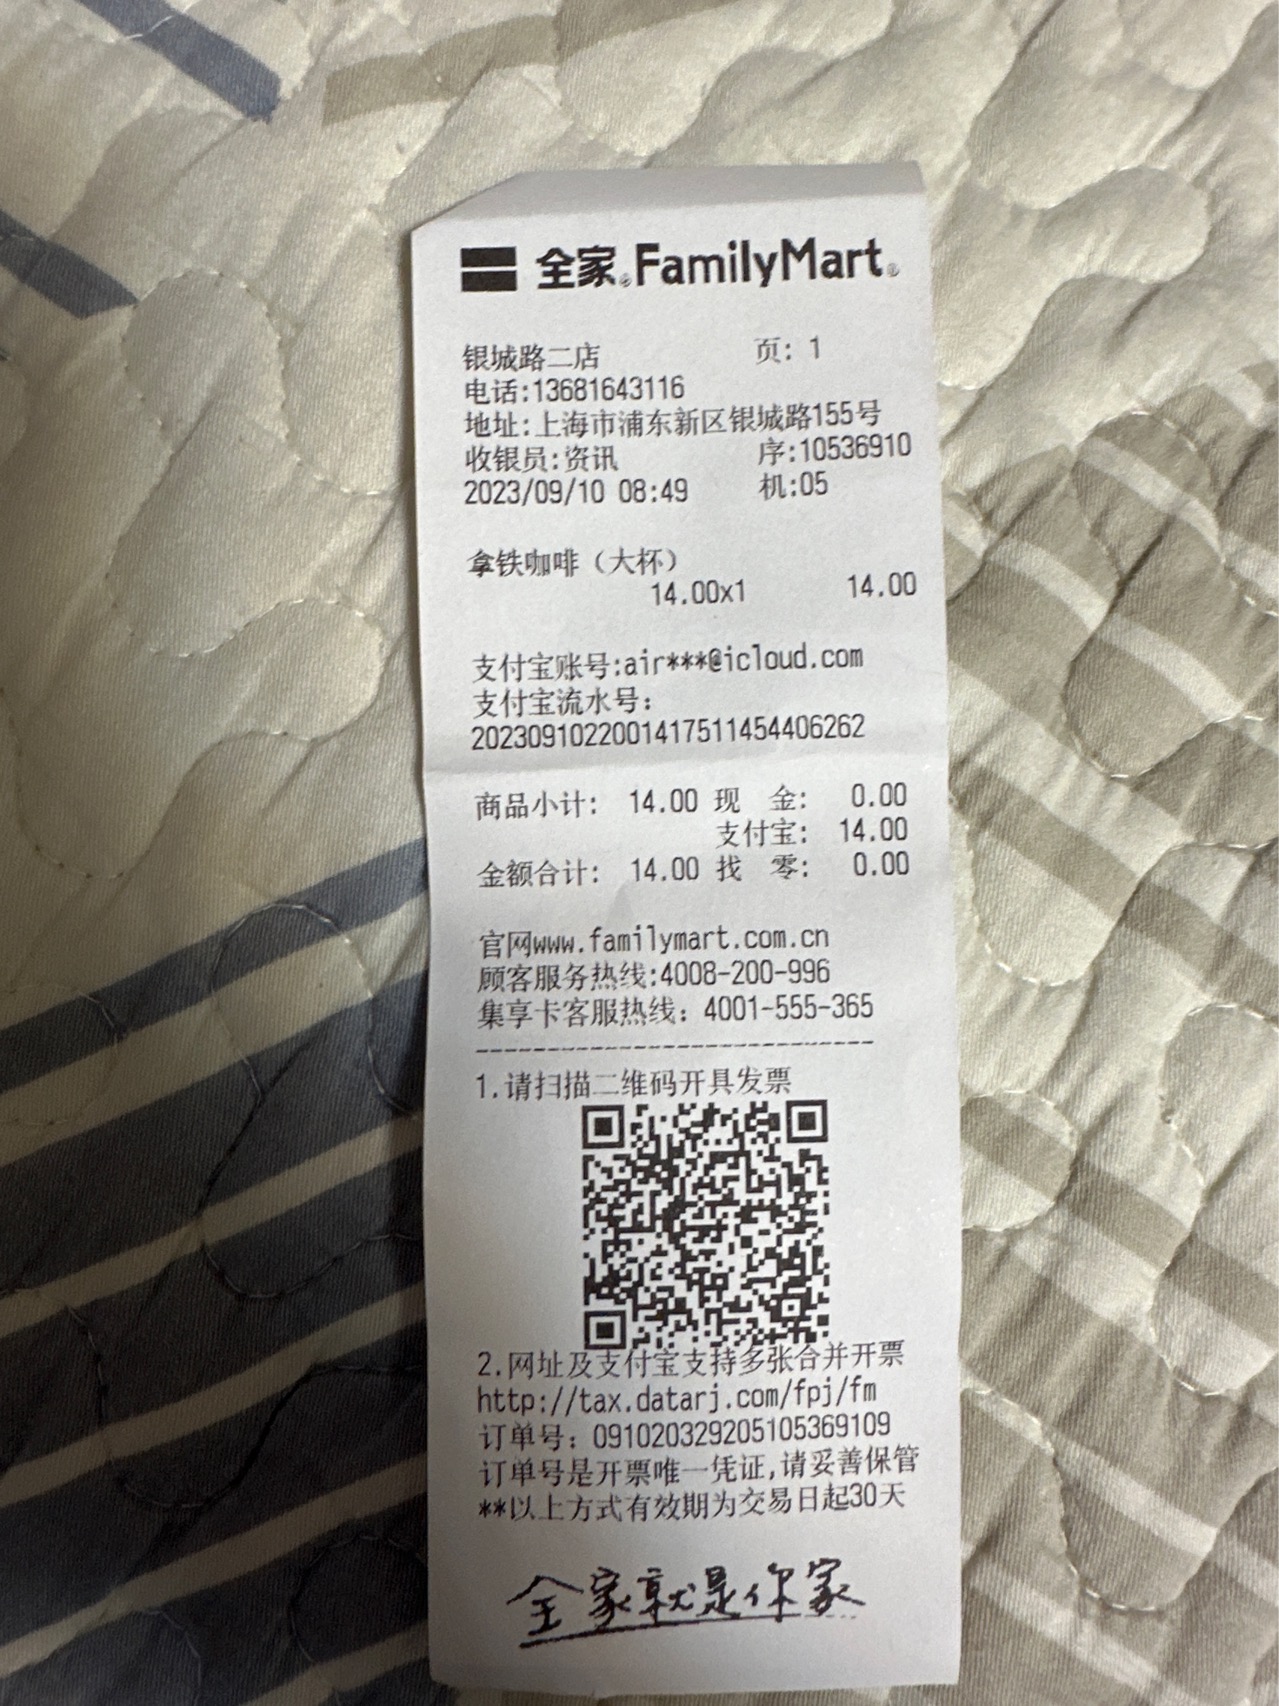 全家®FamilyMart®
银城路二店 页: 1
电话:13681643116
地址:上海市浦东新区银城路155号
收银员:资讯 序:10536910
2023/09/10 08:49 机:05
拿铁咖啡（大杯）
14.00x1 14.00
支付宝账号:air***@icloud.com
支付宝流水号:
2023091022001417511454406262
商品小计: 14.00 现 金: 0.00
支付宝: 14.00
金额合计: 14.00 找 零: 0.00
官网www.familymart.com.cn
顾客服务热线:4008-200-996
集享卡客服热线: 4001-555-365
1.请扫描二维码开具发票
2.网址及支付宝支持多张合并开票
http://tax.datarj.com/fpj/fm
订单号: 091020329205105369109
订单号是开票唯一凭证,请妥善保管
**以上方式有效期为交易日起30天
全家就是你家